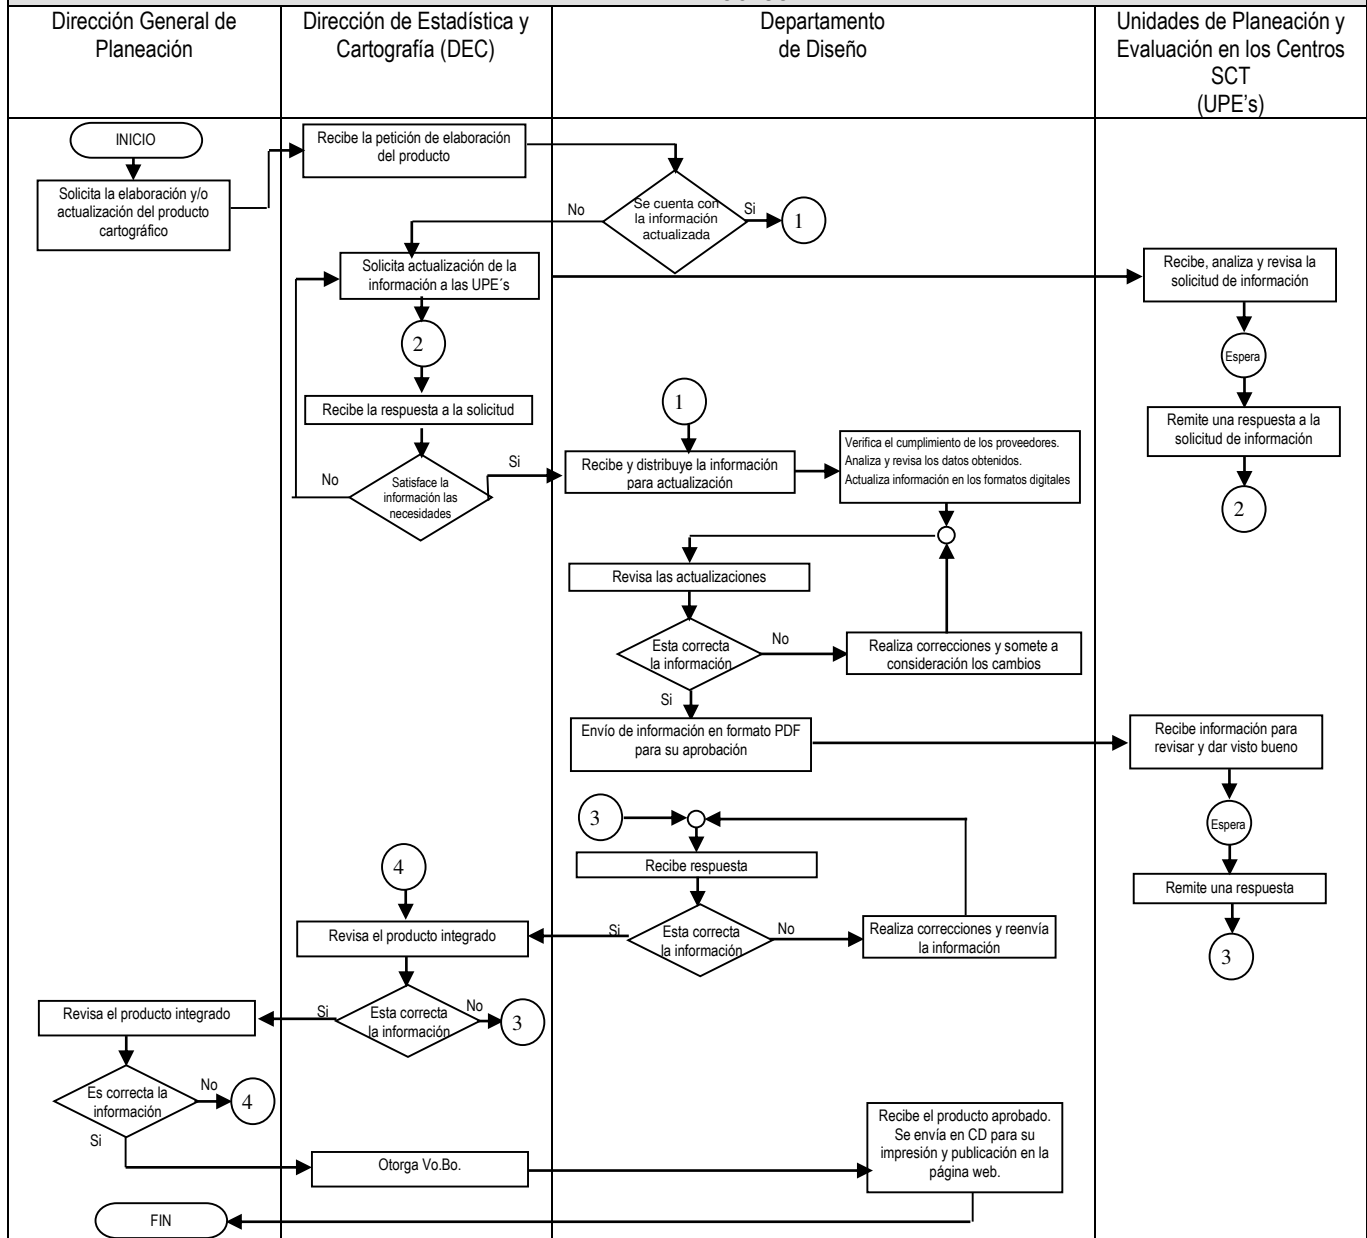 Dirección General de
Planeación
Dirección de Estadística y
Cartografía (DEC)
Departamento
de Diseño
Unidades de Planeación y
Evaluación en los Centros
SCT
(UPE's)
INICIO
Solicita la elaboración y/o
actualización del producto
cartográfico
Recibe la petición de elaboración
del producto
Se cuenta con
la información
actualizada
No
Si
1
Solicita actualización de la
información a las UPE´s
Recibe, analiza y revisa la
solicitud de información
2
Espera
Recibe la respuesta a la solicitud
1
Remite una respuesta a la
solicitud de información
Satisface la
información las
necesidades
No
Si
Recibe y distribuye la información
para actualización
Verifica el cumplimiento de los proveedores.
Analiza y revisa los datos obtenidos.
Actualiza información en los formatos digitales
2
Revisa las actualizaciones
Esta correcta
la información
No
Realiza correcciones y somete a
consideración los cambios
Si
Envío de información en formato PDF
para su aprobación
Recibe información para
revisar y dar visto bueno
3
Espera
Recibe respuesta
4
Remite una respuesta
Revisa el producto integrado
Si
Esta correcta
la información
No
Realiza correcciones y reenvía
la información
3
Revisa el producto integrado
Si
Esta correcta
la información
No
3
Es correcta la
información
No
4
Si
Otorga Vo.Bo.
Recibe el producto aprobado.
Se envía en CD para su
impresión y publicación en la
página web.
FIN